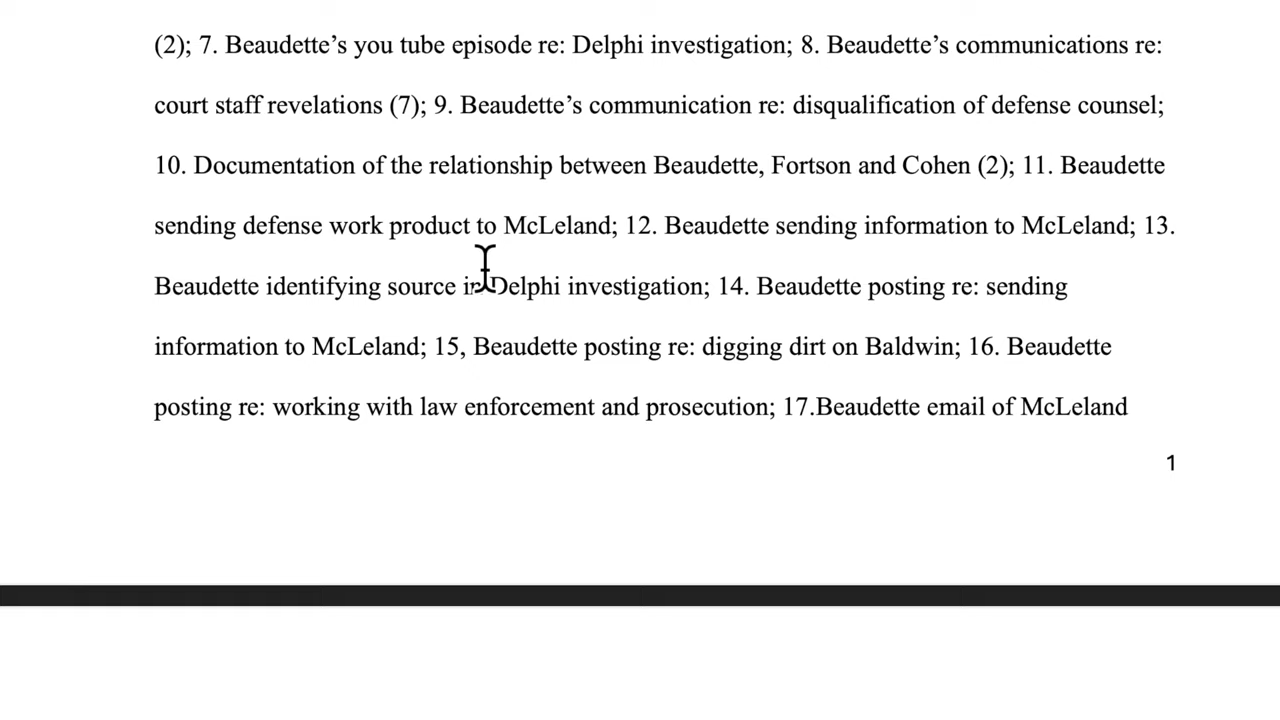 (2); 7. Beaudette’s you tube episode re: Delphi investigation; 8. Beaudette’s communications re:
court staff revelations (7); 9. Beaudette’s communication re: disqualification of defense counsel;
10. Documentation of the relationship between Beaudette, Fortson and Cohen (2); 11. Beaudette
sending defense work product to McLeland; 12. Beaudette sending information to McLeland; 13.
Beaudette identifying source in Delphi investigation; 14. Beaudette posting re: sending
information to McLeland; 15, Beaudette posting re: digging dirt on Baldwin; 16. Beaudette
posting re: working with law enforcement and prosecution; 17.Beaudette email of McLeland
1